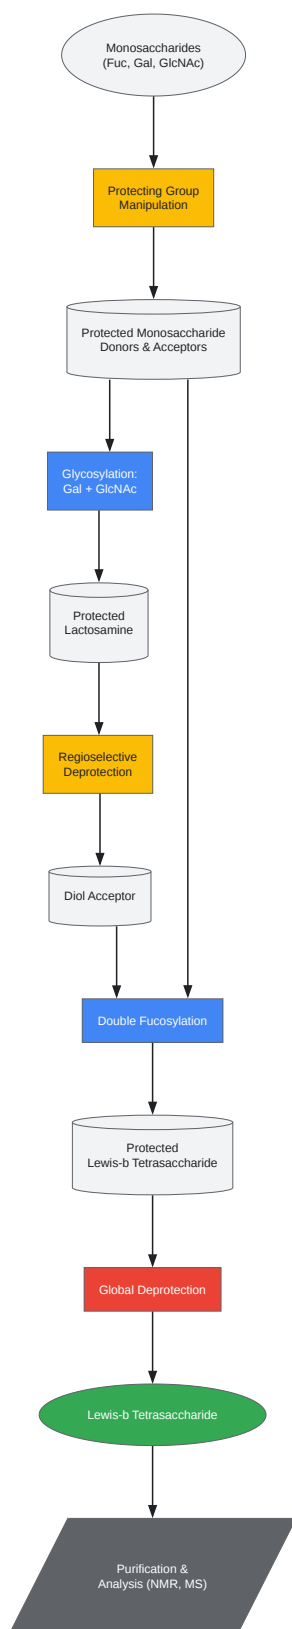 Monosaccharides
(Fuc, Gal, GlcNAc)
Protecting Group
Manipulation
Protected Monosaccharide
Donors & Acceptors
Glycosylation:
Gal + GlcNAc
Protected
Lactosamine
Regioselective
Deprotection
Diol Acceptor
Double Fucosylation
Protected
Lewis-b Tetrasaccharide
Global Deprotection
Lewis-b Tetrasaccharide
Purification &
Analysis (NMR, MS)